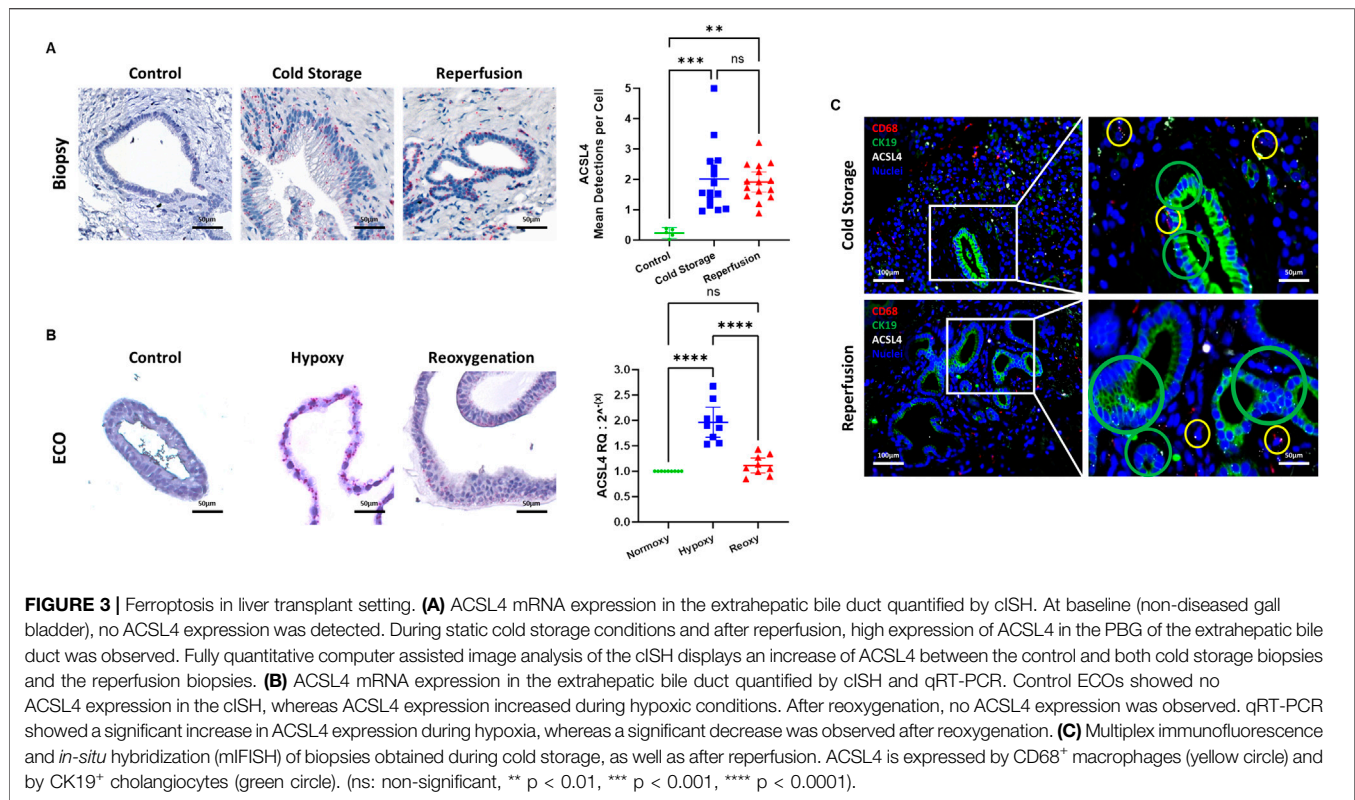 A
Control
Cold Storage
Reperfusion
Biopsy
50µm
50µm
50µm
**
***
ns
ACSL4
Mean Detections per Cell
5
4
3
2
1
0
Control
Cold Storage
Reperfusion
B
Control
Hypoxy
Reoxygenation
ECO
50µm
50µm
50µm
ns
****
****
ACSL4 RQ : 2^-(x)
3.0
2.5
2.0
1.5
1.0
0.5
0.0
Normoxy
Hypoxy
Reoxy
C
Cold Storage
CD68
CK19
ACSL4
Nuclei
100µm
50µm
Reperfusion
CD68
CK19
ACSL4
Nuclei
100µm
50µm
FIGURE 3 | Ferroptosis in liver transplant setting. (A) ACSL4 mRNA expression in the extrahepatic bile duct quantified by cISH. At baseline (non-diseased gall
bladder), no ACSL4 expression was detected. During static cold storage conditions and after reperfusion, high expression of ACSL4 in the PBG of the extrahepatic bile
duct was observed. Fully quantitative computer assisted image analysis of the cISH displays an increase of ACSL4 between the control and both cold storage biopsies
and the reperfusion biopsies. (B) ACSL4 mRNA expression in the extrahepatic bile duct quantified by cISH and qRT-PCR. Control ECOs showed no
ACSL4 expression in the cISH, whereas ACSL4 expression increased during hypoxic conditions. After reoxygenation, no ACSL4 expression was observed. qRT-PCR
showed a significant increase in ACSL4 expression during hypoxia, whereas a significant decrease was observed after reoxygenation. (C) Multiplex immunofluorescence
and in-situ hybridization (mIFISH) of biopsies obtained during cold storage, as well as after reperfusion. ACSL4 is expressed by CD68+ macrophages (yellow circle) and
by CK19+ cholangiocytes (green circle). (ns: non-significant, ** p < 0.01, *** p < 0.001, **** p < 0.0001).